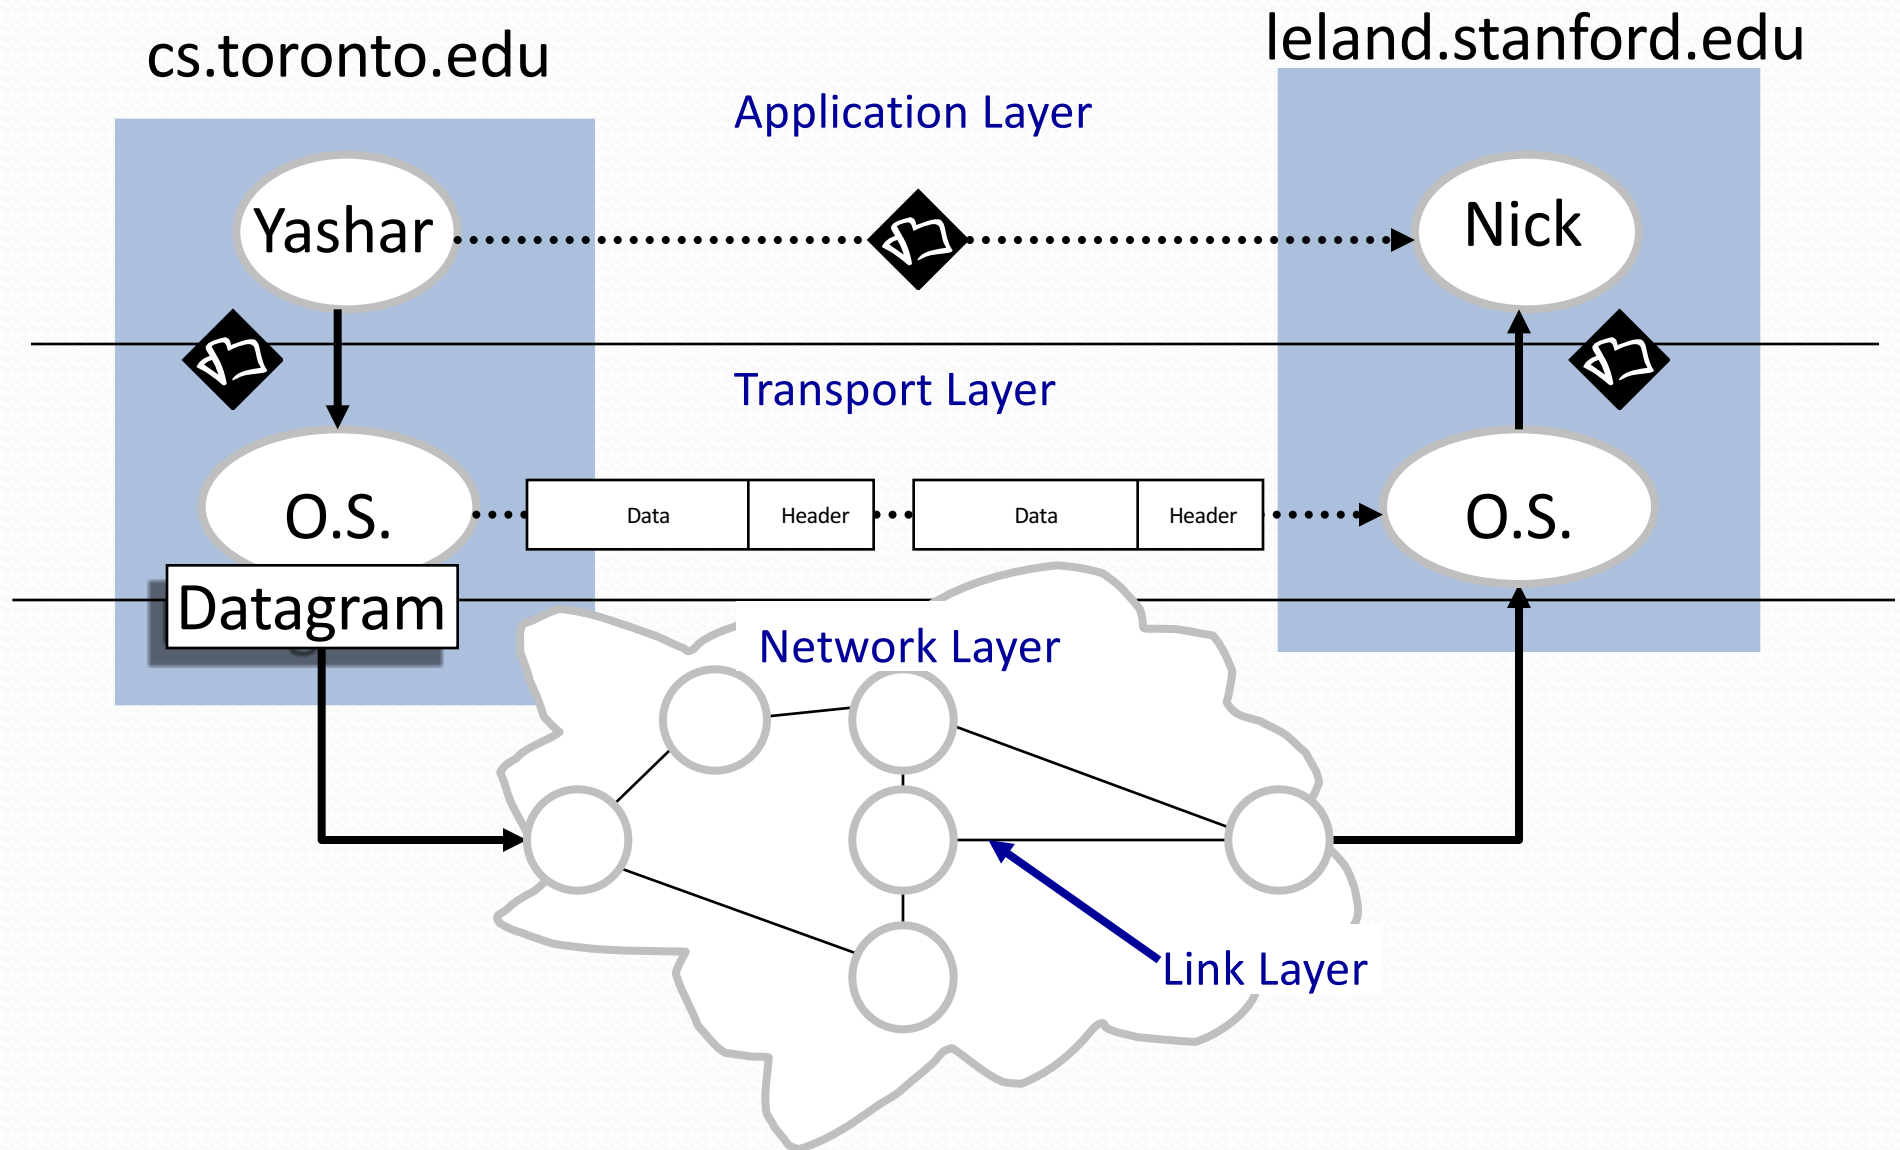 cs.toronto.edu
leland.stanford.edu
Application Layer
Yashar
Nick
Transport Layer
O.S.
Data
Header
Data
Header
O.S.
Datagram
Network Layer
Link Layer